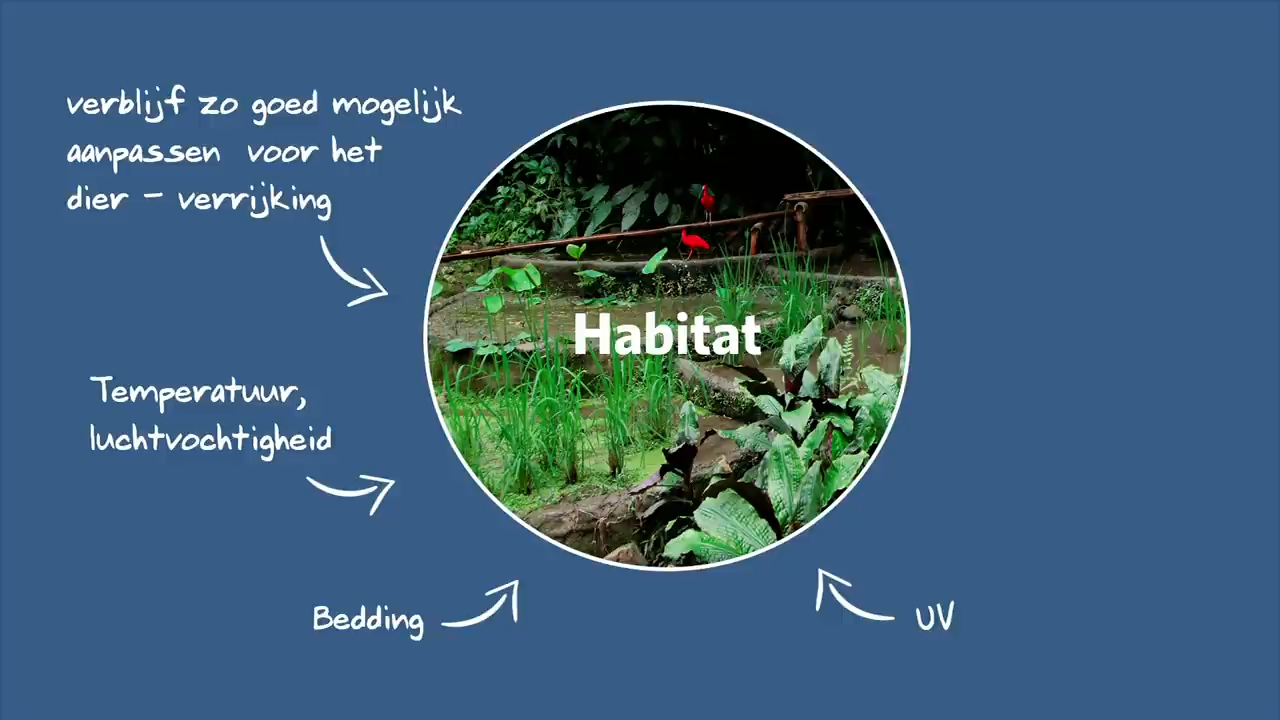 verblijf zo goed mogelijk
aanpassen voor het
dier - verrijking
Habitat
Temperatuur,
luchtvochtigheid
Bedding
UV